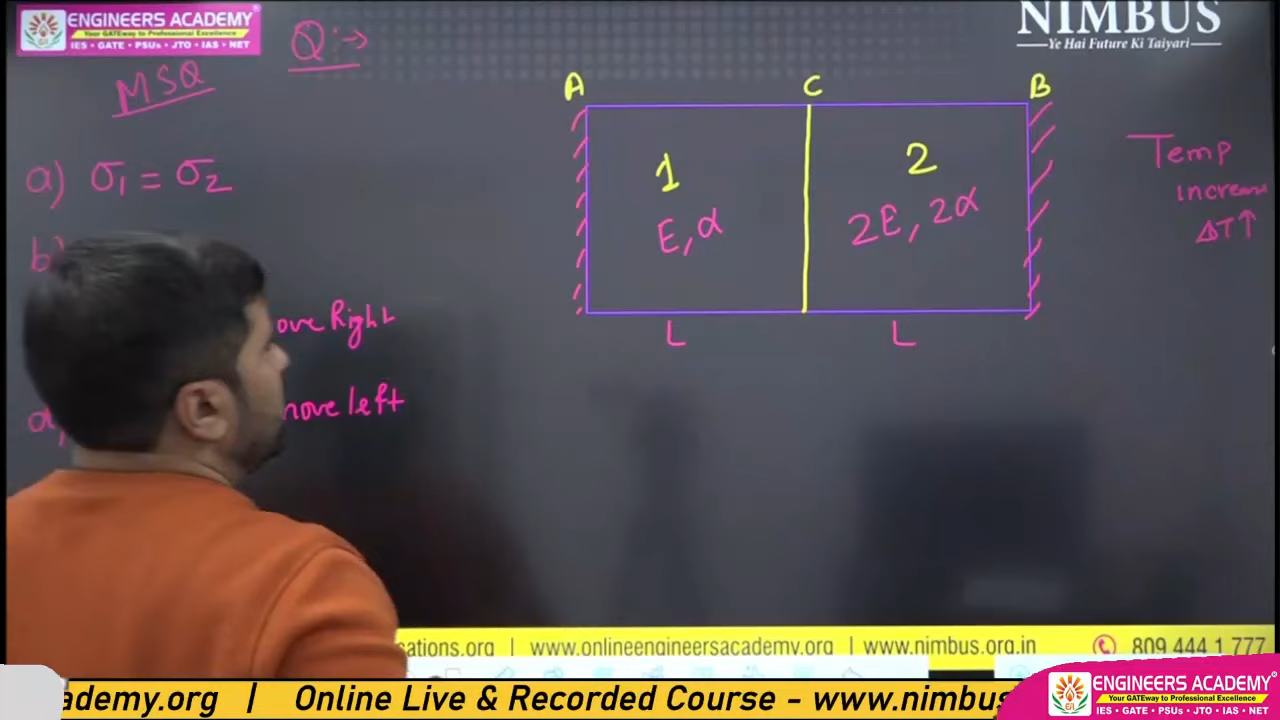 ENGINEERS ACADEMY
Your GATEway to Professional Excellence
IES • GATE • PSUs • JTO • IAS • NET
Q:→
NIMBUS
Ye Hai Future Ki Taiyari
MSQ
A
C
B
a) σ1 = σ2
1
E, α
2
2E, 2α
Temp
increase
ΔT↑
b)
ove Right
move left
L
L
sations.org | www.onlineengineersacademy.org | www.nimbus.org.in
809 444 1 777
ademy.org | Online Live & Recorded Course - www.nimbus
ENGINEERS ACADEMY
Your GATEway to Professional Excellence
IES • GATE • PSUs • JTO • IAS • NET